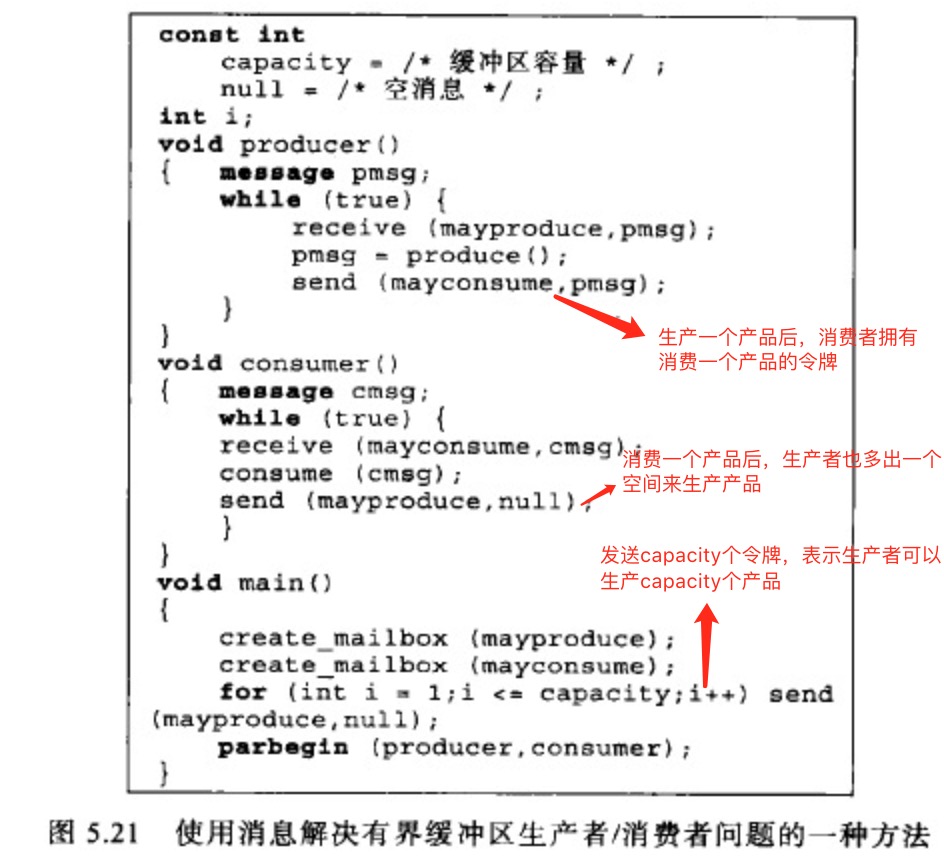 const int
capacity = /* 缓冲区容量 */ ;
null = /* 空消息 */ ;
int i;
void producer()
{ message pmsg;
while (true) {
receive (mayproduce,pmsg);
pmsg = produce();
send (mayconsume,pmsg);
}
}
生产一个产品后，消费者拥有
消费一个产品的令牌
void consumer()
{ message cmsg;
while (true) {
receive (mayconsume,cmsg);
consume (cmsg);
send (mayproduce,null);
}
}
消费一个产品后，生产者也多出一个
空间来生产产品
发送capacity个令牌，表示生产者可以
生产capacity个产品
void main()
{
create_mailbox (mayproduce);
create_mailbox (mayconsume);
for (int i = 1;i <= capacity;i++) send
(mayproduce,null);
parbegin (producer,consumer);
}
图 5.21 使用消息解决有界缓冲区生产者/消费者问题的一种方法